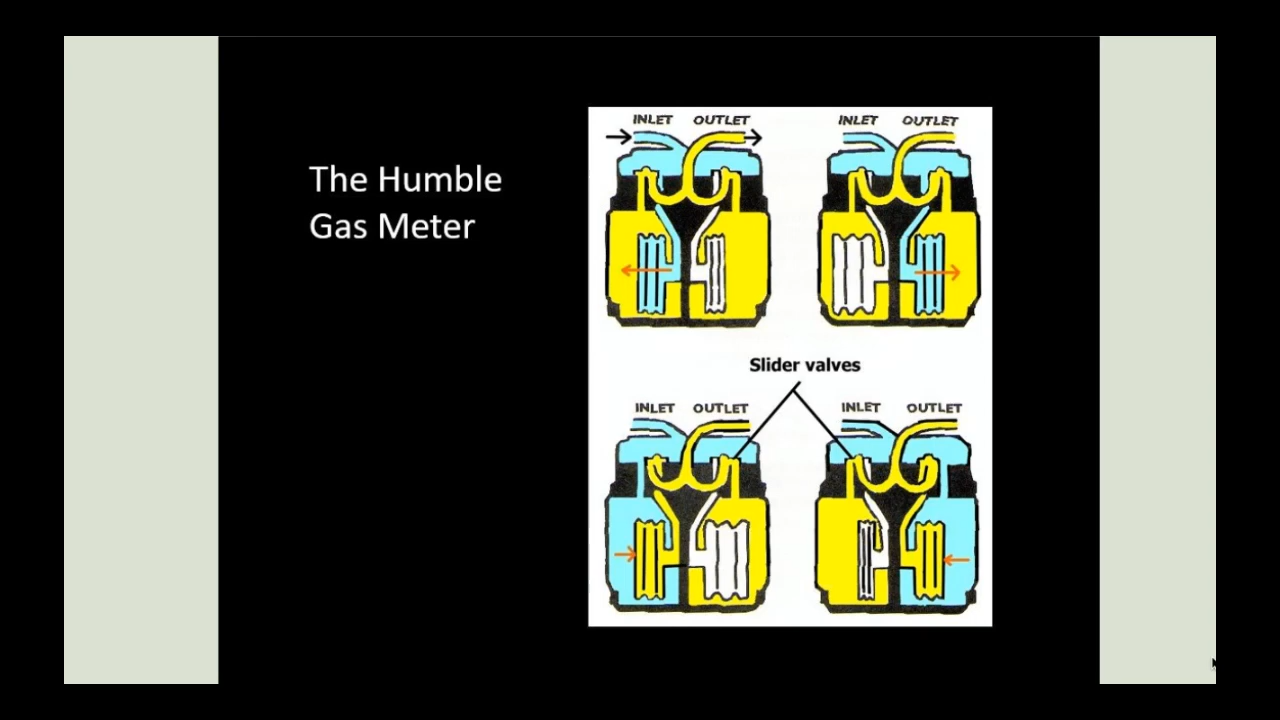 The Humble
Gas Meter
INLET OUTLET
INLET OUTLET
Slider valves
INLET OUTLET
INLET OUTLET